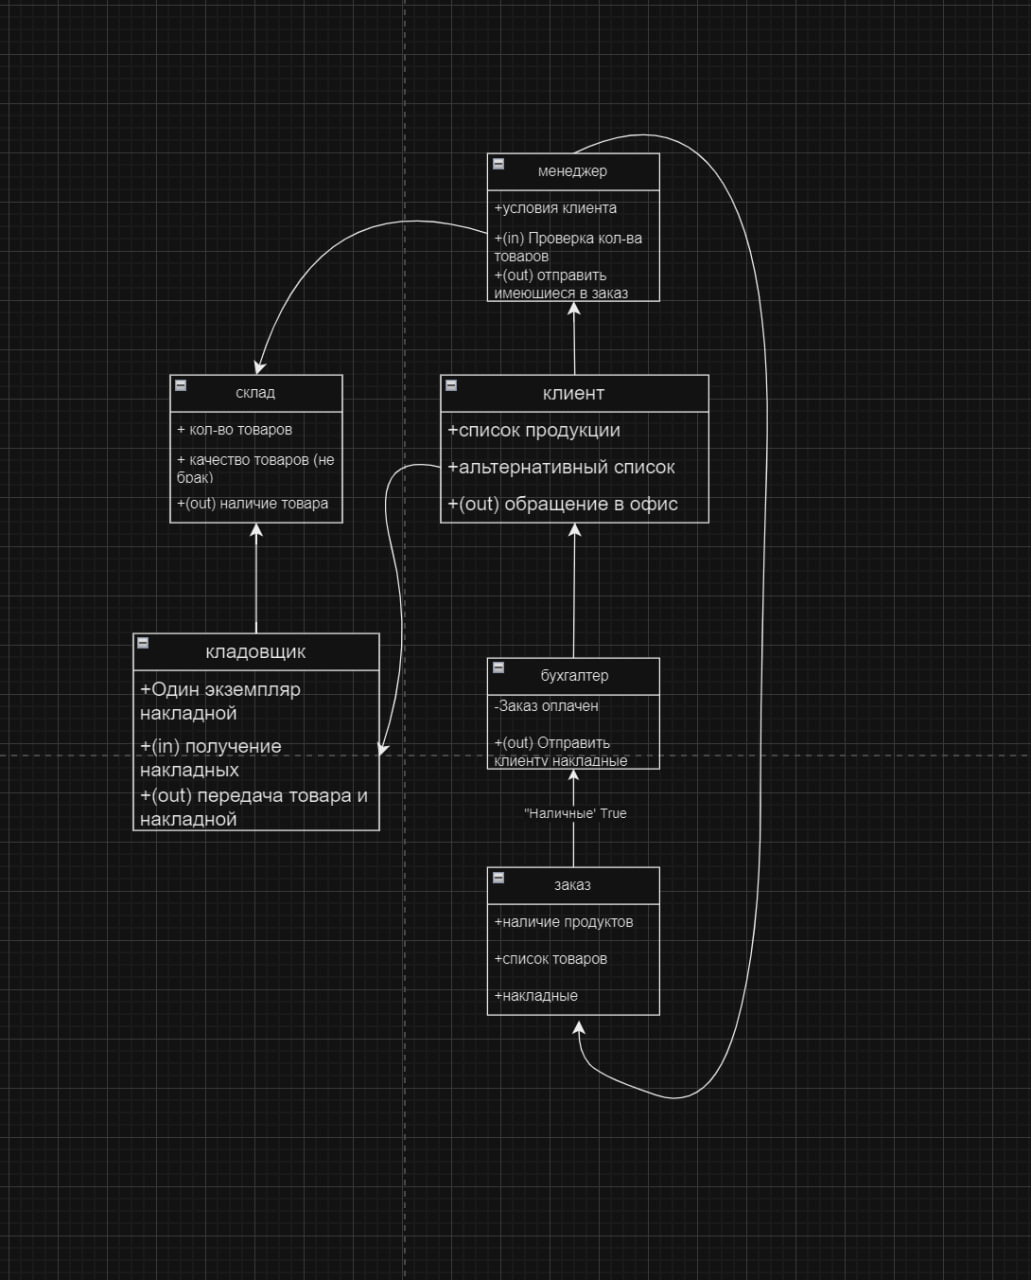 менеджер
+условия клиента
+(in) Проверка кол-ва
товаров
+(out) отправить
имеющиеся в заказ
склад
+ кол-во товаров
+ качество товаров (не
брак)
+(out) наличие товара
клиент
+список продукции
+альтернативный список
+(out) обращение в офис
кладовщик
+Один экземпляр
накладной
+(in) получение
накладных
+(out) передача товара и
накладной
бухгалтер
-Заказ оплачен
+(out) Отправить
клиенту накладные
"Наличные' True
заказ
+наличие продуктов
+список товаров
+накладные